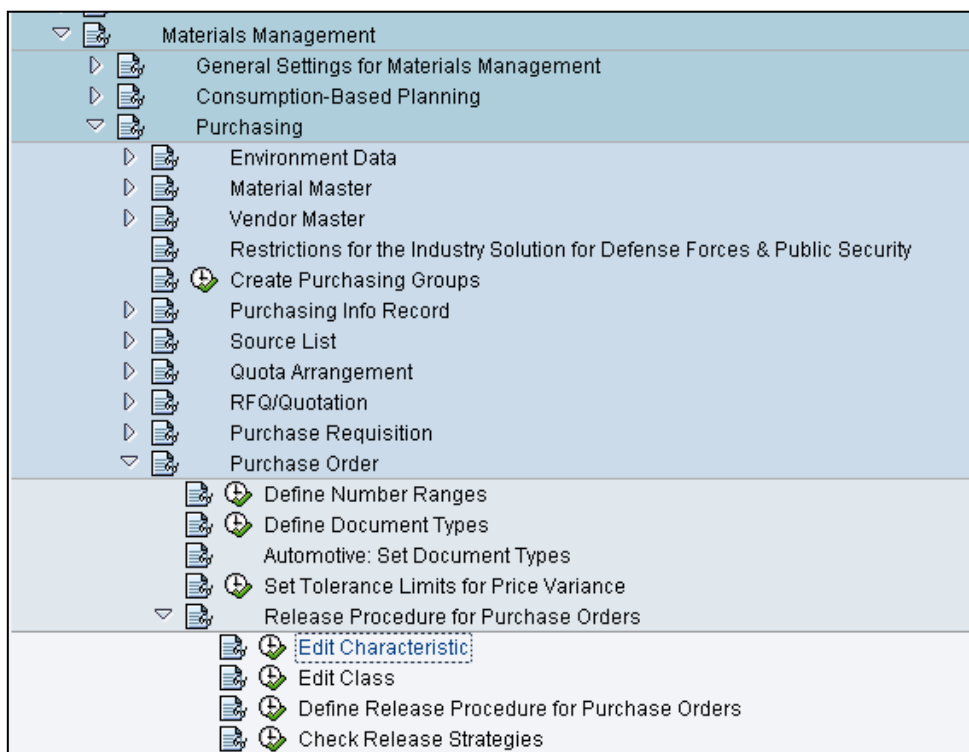 Materials Management
General Settings for Materials Management
Consumption-Based Planning
Purchasing
Environment Data
Material Master
Vendor Master
Restrictions for the Industry Solution for Defense Forces & Public Security
Create Purchasing Groups
Purchasing Info Record
Source List
Quota Arrangement
RFQ/Quotation
Purchase Requisition
Purchase Order
Define Number Ranges
Define Document Types
Automotive: Set Document Types
Set Tolerance Limits for Price Variance
Release Procedure for Purchase Orders
Edit Characteristic
Edit Class
Define Release Procedure for Purchase Orders
Check Release Strategies